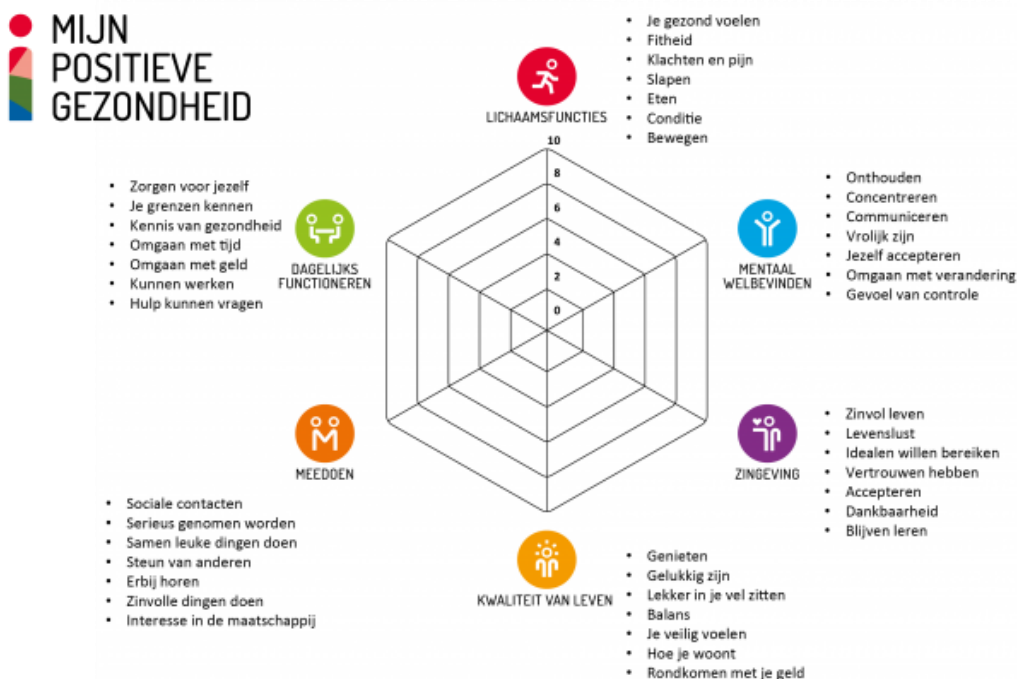 MIJN
POSITIEVE
GEZONDHEID
• Je gezond voelen
• Fitheid
• Klachten en pijn
• Slapen
• Eten
• Conditie
• Bewegen
LICHAAMSFUNCTIES
10
8
6
4
2
0
• Onthouden
• Concentreren
• Communiceren
• Vrolijk zijn
• Jezelf accepteren
• Omgaan met verandering
• Gevoel van controle
MENTAAL
WELBEVINDEN
• Zinvol leven
• Levenslust
• Idealen willen bereiken
• Vertrouwen hebben
• Accepteren
• Dankbaarheid
• Blijven leren
ZINGEVING
• Genieten
• Gelukkig zijn
• Lekker in je vel zitten
• Balans
• Je veilig voelen
• Hoe je woont
• Rondkomen met je geld
KWALITEIT VAN LEVEN
MEEDOEN
• Sociale contacten
• Serieus genomen worden
• Samen leuke dingen doen
• Steun van anderen
• Erbij horen
• Zinvolle dingen doen
• Interesse in de maatschappij
• Zorgen voor jezelf
• Je grenzen kennen
• Kennis van gezondheid
• Omgaan met tijd
• Omgaan met geld
• Kunnen werken
• Hulp kunnen vragen
DAGELIJKS
FUNCTIONEREN